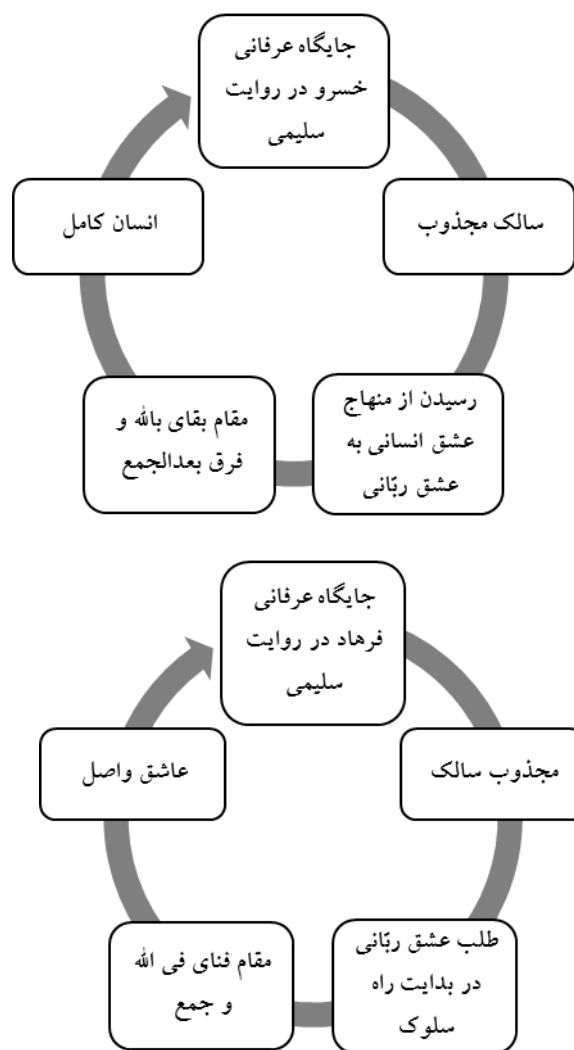 جایگاه عرفانی
خسرو در روایت
سلیمی
سالک مجذوب
رسیدن از منهاج
عشق انسانی به
عشق ربّانی
مقام بقای بالله و
فرق بعدالجمع
انسان کامل
جایگاه عرفانی
فرهاد در روایت
سلیمی
مجذوب سالک
طلب عشق ربّانی
در بدایت راه
سلوک
مقام فنای فی الله
و جمع
عاشق واصل